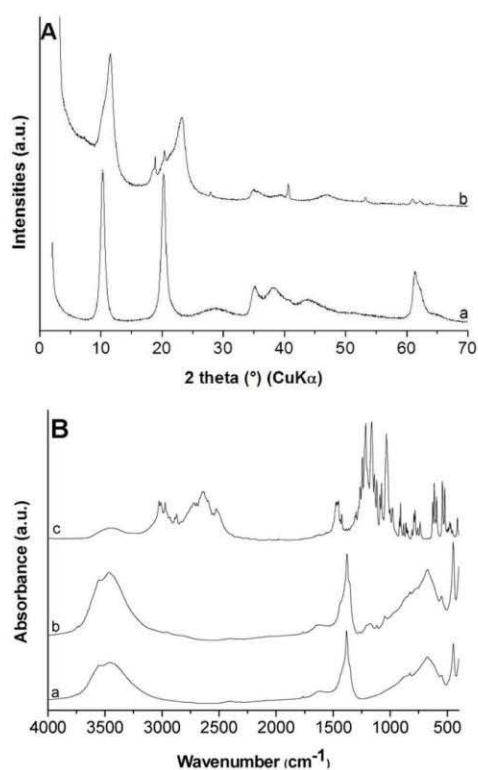 A
Intensities (a.u.)
b
a
0 10 20 30 40 50 60 70
2 theta (°) (CuKα)
B
Absorbance (a.u.)
c
b
a
4000 3500 3000 2500 2000 1500 1000 500
Wavenumber (cm⁻¹)